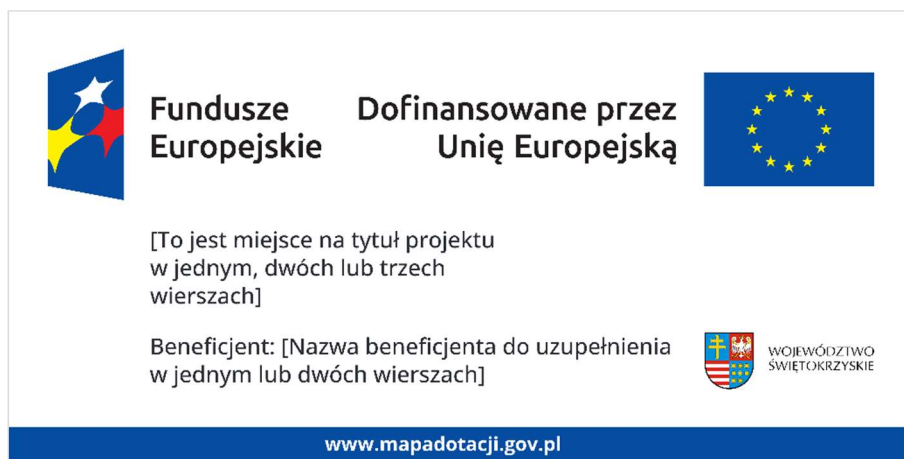 Fundusze
Europejskie
Dofinansowane przez
Unię Europejską
[To jest miejsce na tytuł projektu
w jednym, dwóch lub trzech
wierszach]
Beneficjent: [Nazwa beneficjenta do uzupełnienia
w jednym lub dwóch wierszach]
WOJEWÓDZTWO
ŚWIĘTOKRZYSKIE
www.mapadotacji.gov.pl